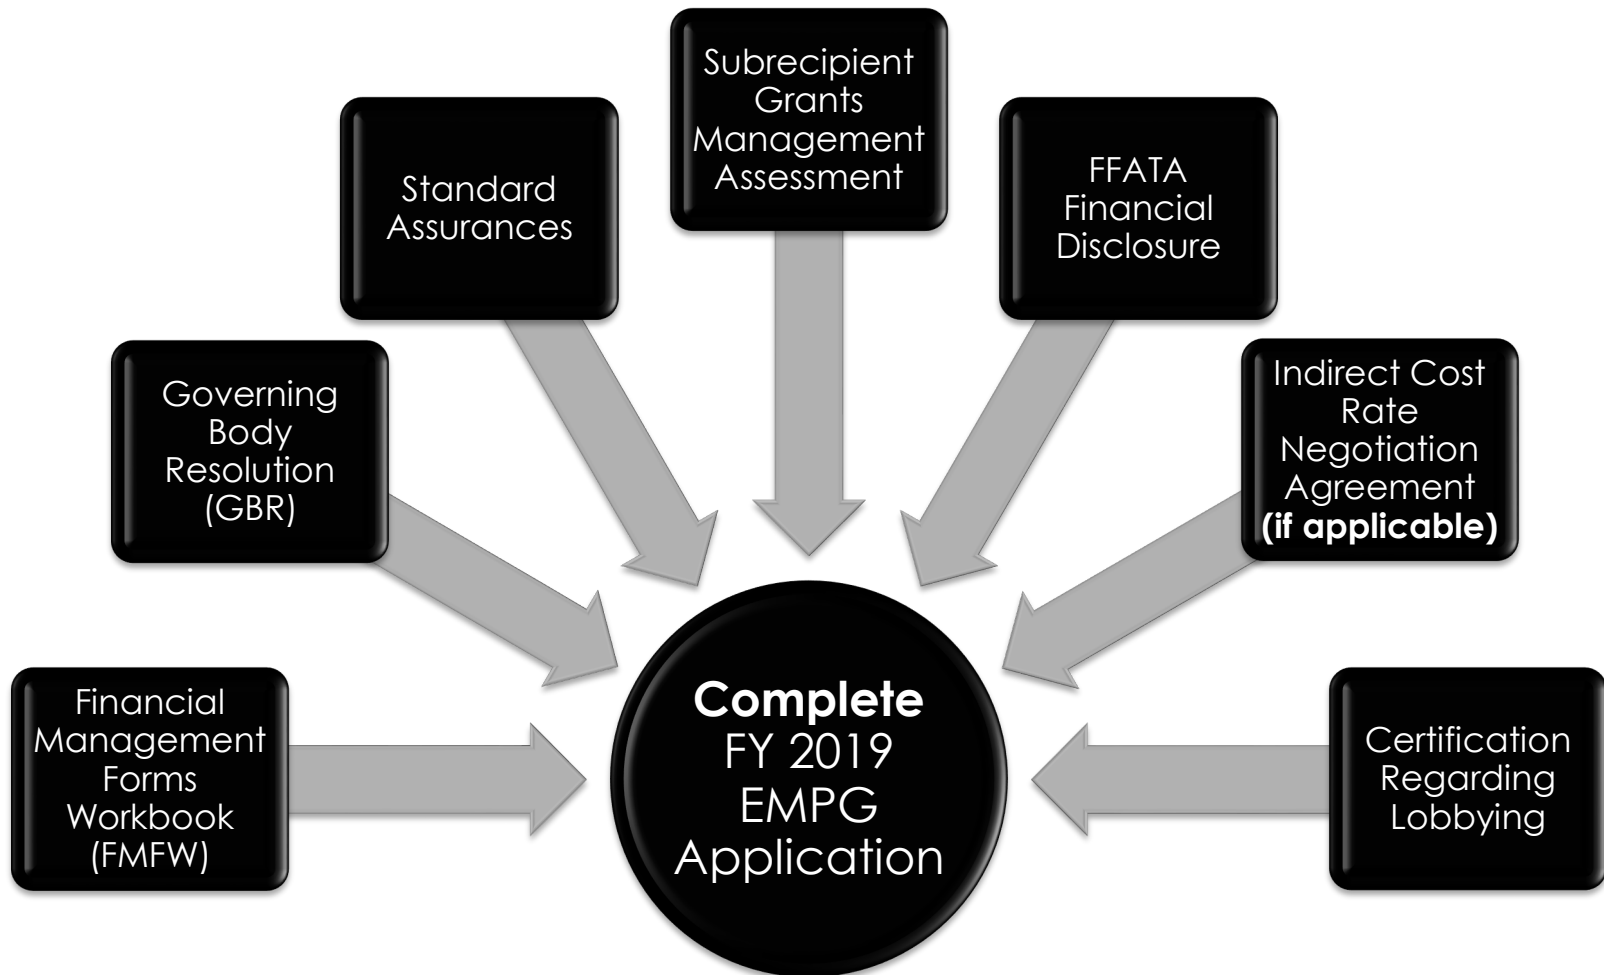 Subrecipient
Grants
Management
Assessment
Standard
Assurances
FFATA
Financial
Disclosure
Governing
Body
Resolution
(GBR)
Indirect Cost
Rate
Negotiation
Agreement
(if applicable)
Financial
Management
Forms
Workbook
(FMFW)
Complete
FY 2019
EMPG
Application
Certification
Regarding
Lobbying